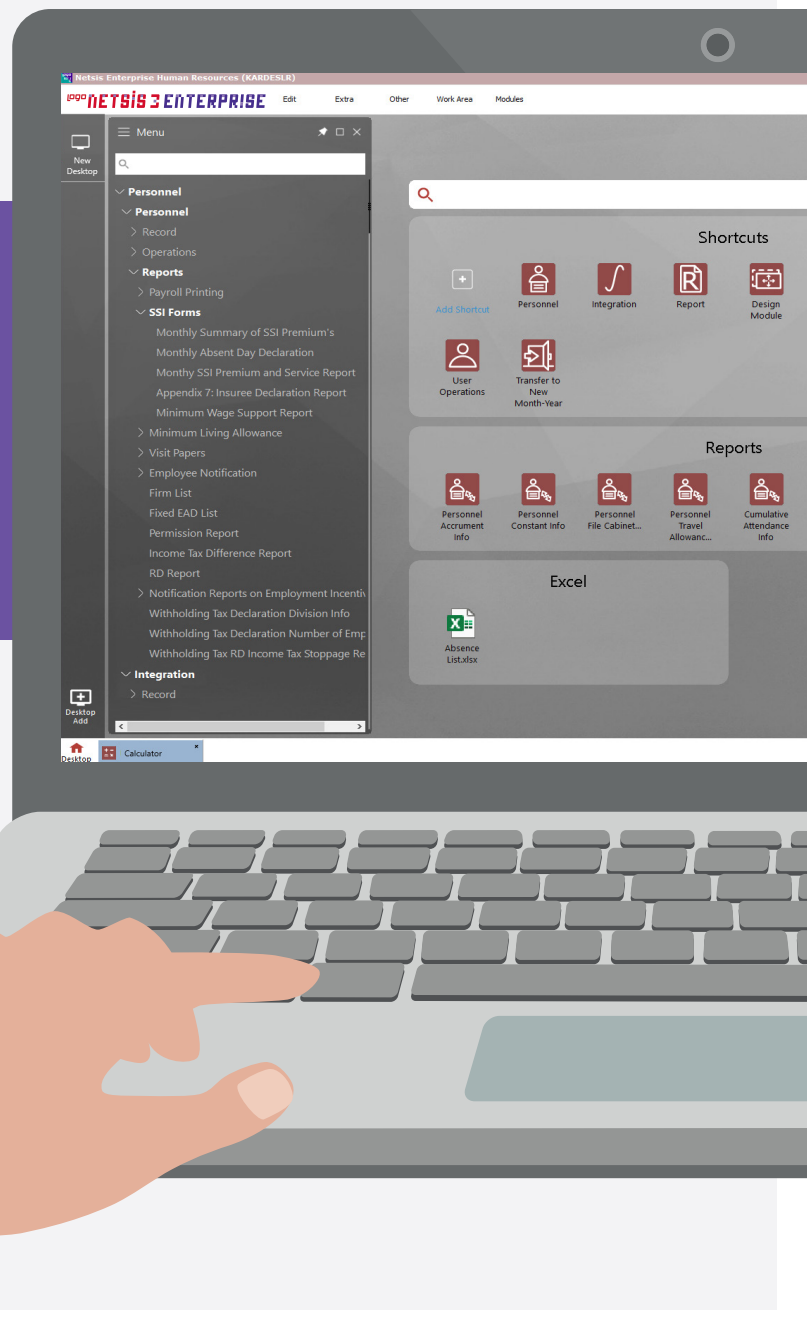 Netsis Enterprise Human Resources (KARDESLR)
Logo NETSİS 3 ENTERPRISE Edit Extra Other Work Area Modules
Menu
New
Desktop
Personnel
Personnel
Record
Operations
Reports
Payroll Printing
SSI Forms
Monthly Summary of SSI Premium's
Monthly Absent Day Declaration
Monthy SSI Premium and Service Report
Appendix 7: Insuree Declaration Report
Minimum Wage Support Report
Minimum Living Allowance
Visit Papers
Employee Notification
Firm List
Fixed EAD List
Permission Report
Income Tax Difference Report
RD Report
Notification Reports on Employment Incentiv
Withholding Tax Declaration Division Info
Withholding Tax Declaration Number of Emp
Withholding Tax RD Income Tax Stoppage Re
Integration
Record
Desktop
Add
Shortcuts
Add Shortcut
Personnel
Integration
Report
Design
Module
User
Operations
Transfer to
New
Month-Year
Reports
Personnel
Accrument
Info
Personnel
Constant Info
Personnel
File Cabinet...
Personnel
Travel
Allowanc...
Cumulative
Attendance
Info
Excel
Absence
List.xlsx
Desktop
Calculator